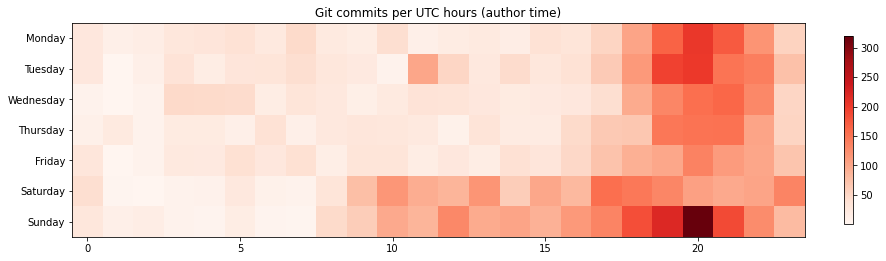 Git commits per UTC hours (author time)
Monday
Tuesday
Wednesday
Thursday
Friday
Saturday
Sunday
0 5 10 15 20
300
250
200
150
100
50